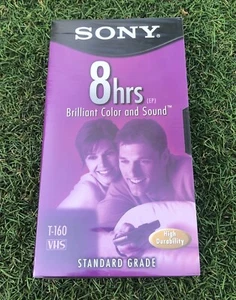 SONY
8hrs (EP)
Brilliant Color and Sound™
T-160
VHS
High
Durability
STANDARD GRADE